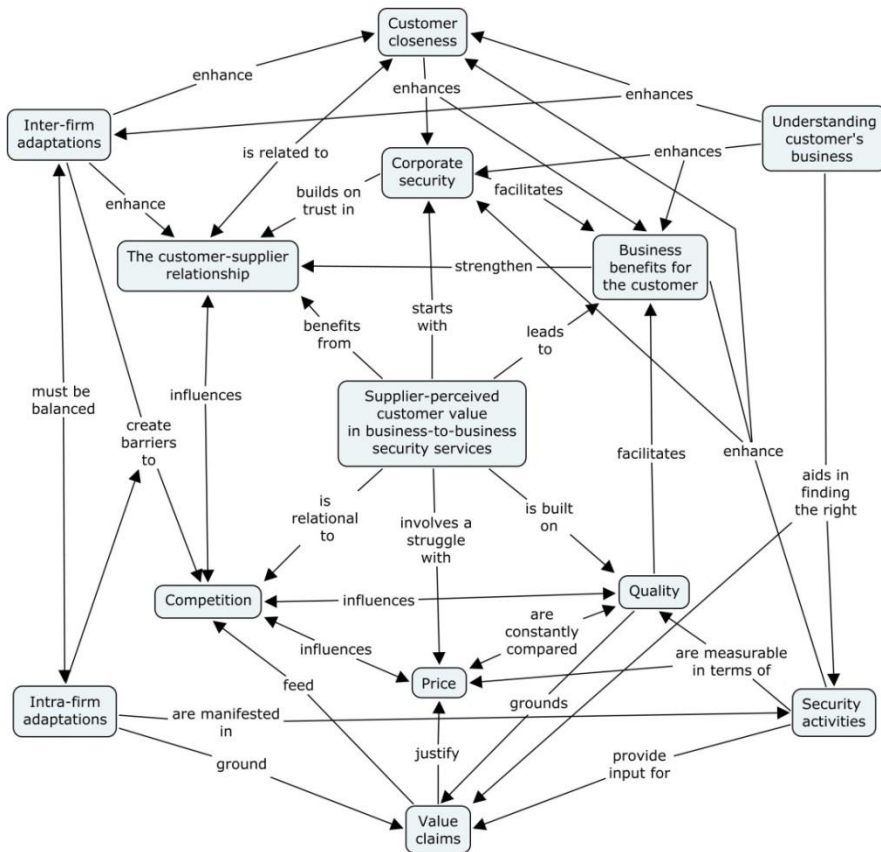 Customer
closeness
enhance
enhances
enhances
Inter-firm
adaptations
Understanding
customer's
business
is related to
Corporate
security
enhances
builds on
trust in
facilitates
enhance
The customer-supplier
relationship
Business
benefits for
the customer
strengthen
starts
with
benefits
from
leads
to
must be
balanced
influences
Supplier-perceived
customer value
in business-to-business
security services
create
barriers
to
facilitates
enhance
aids in
finding
the right
is
relational
to
involves a
struggle
with
is built
on
Competition
influences
Quality
are
constantly
compared
influences
are measurable
in terms of
Price
feed
Intra-firm
adaptations
are manifested
in
grounds
Security
activities
ground
justify
provide
input for
Value
claims